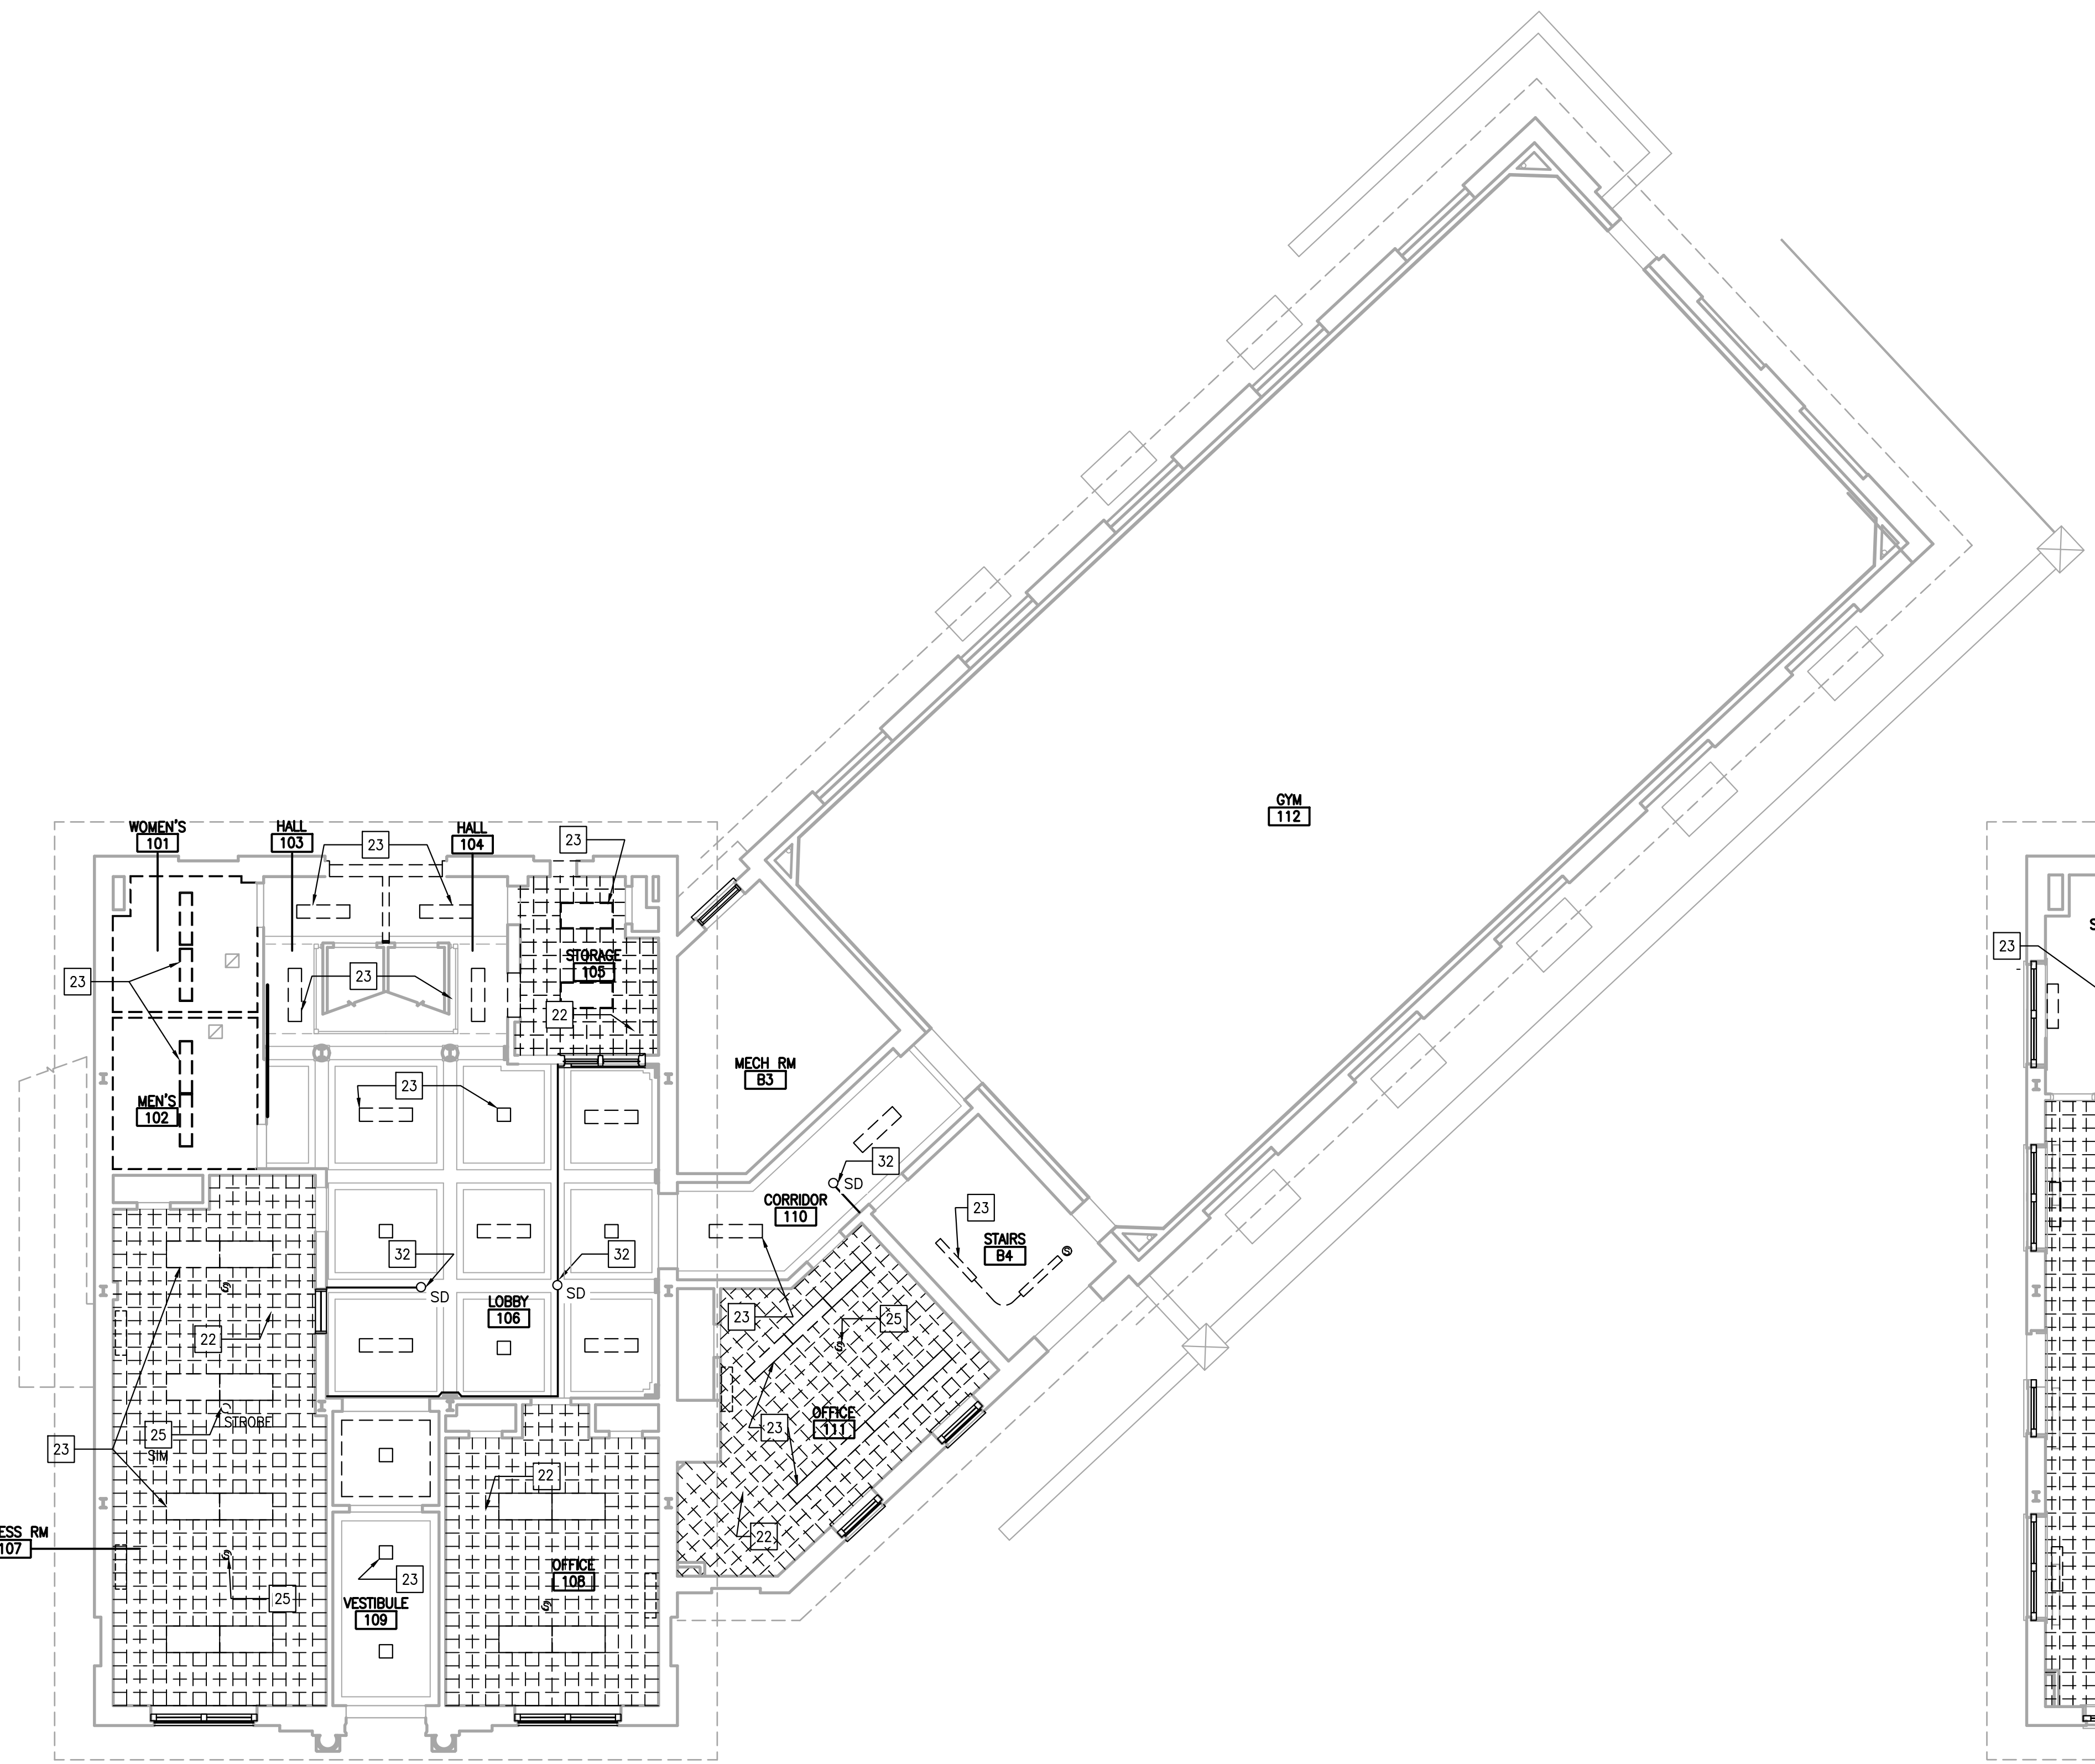 WOMEN'S
101
HALL
103
23
HALL
104
23
23
23
STORAGE
105
22
23
MEN'S
102
23
MECH RM
B3
GYM
112
32
SD
CORRIDOR
110
23
STAIRS
B4
S
32
SD
32
SD
LOBBY
106
S
22
23
25
S
23
OFFICE
111
22
25
STROBE
SIM
23
22
ESS RM
107
S
25
23
VESTIBULE
109
OFFICE
108
S
S
23